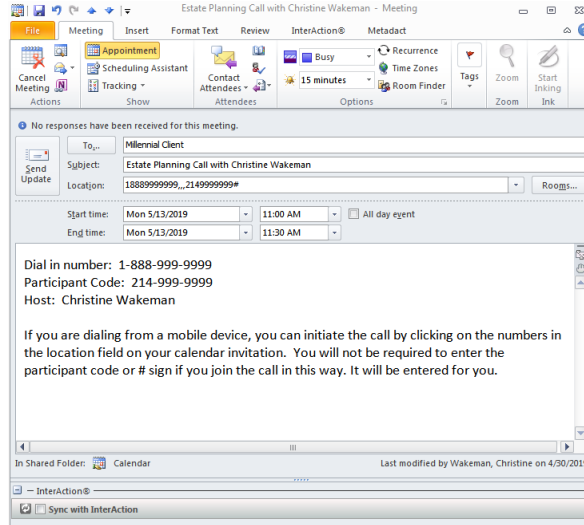 Estate Planning Call with Christine Wakeman - Meeting
File Meeting Insert Format Text Review InterAction® Metadact
Cancel Meeting
Appointment
Scheduling Assistant
Tracking
Contact Attendees
Busy
15 minutes
Recurrence
Time Zones
Room Finder
Tags
Zoom
Start Inking
Actions Show Attendees Options Zoom Ink
No responses have been received for this meeting.
Send Update
To... Millennial Client
Subject: Estate Planning Call with Christine Wakeman
Location: 18889999999,,,2149999999# Rooms...
Start time: Mon 5/13/2019 11:00 AM All day event
End time: Mon 5/13/2019 11:30 AM
Dial in number: 1-888-999-9999
Participant Code: 214-999-9999
Host: Christine Wakeman
If you are dialing from a mobile device, you can initiate the call by clicking on the numbers in
the location field on your calendar invitation. You will not be required to enter the
participant code or # sign if you join the call in this way. It will be entered for you.
In Shared Folder: Calendar Last modified by Wakeman, Christine on 4/30/201
InterAction®
Sync with InterAction